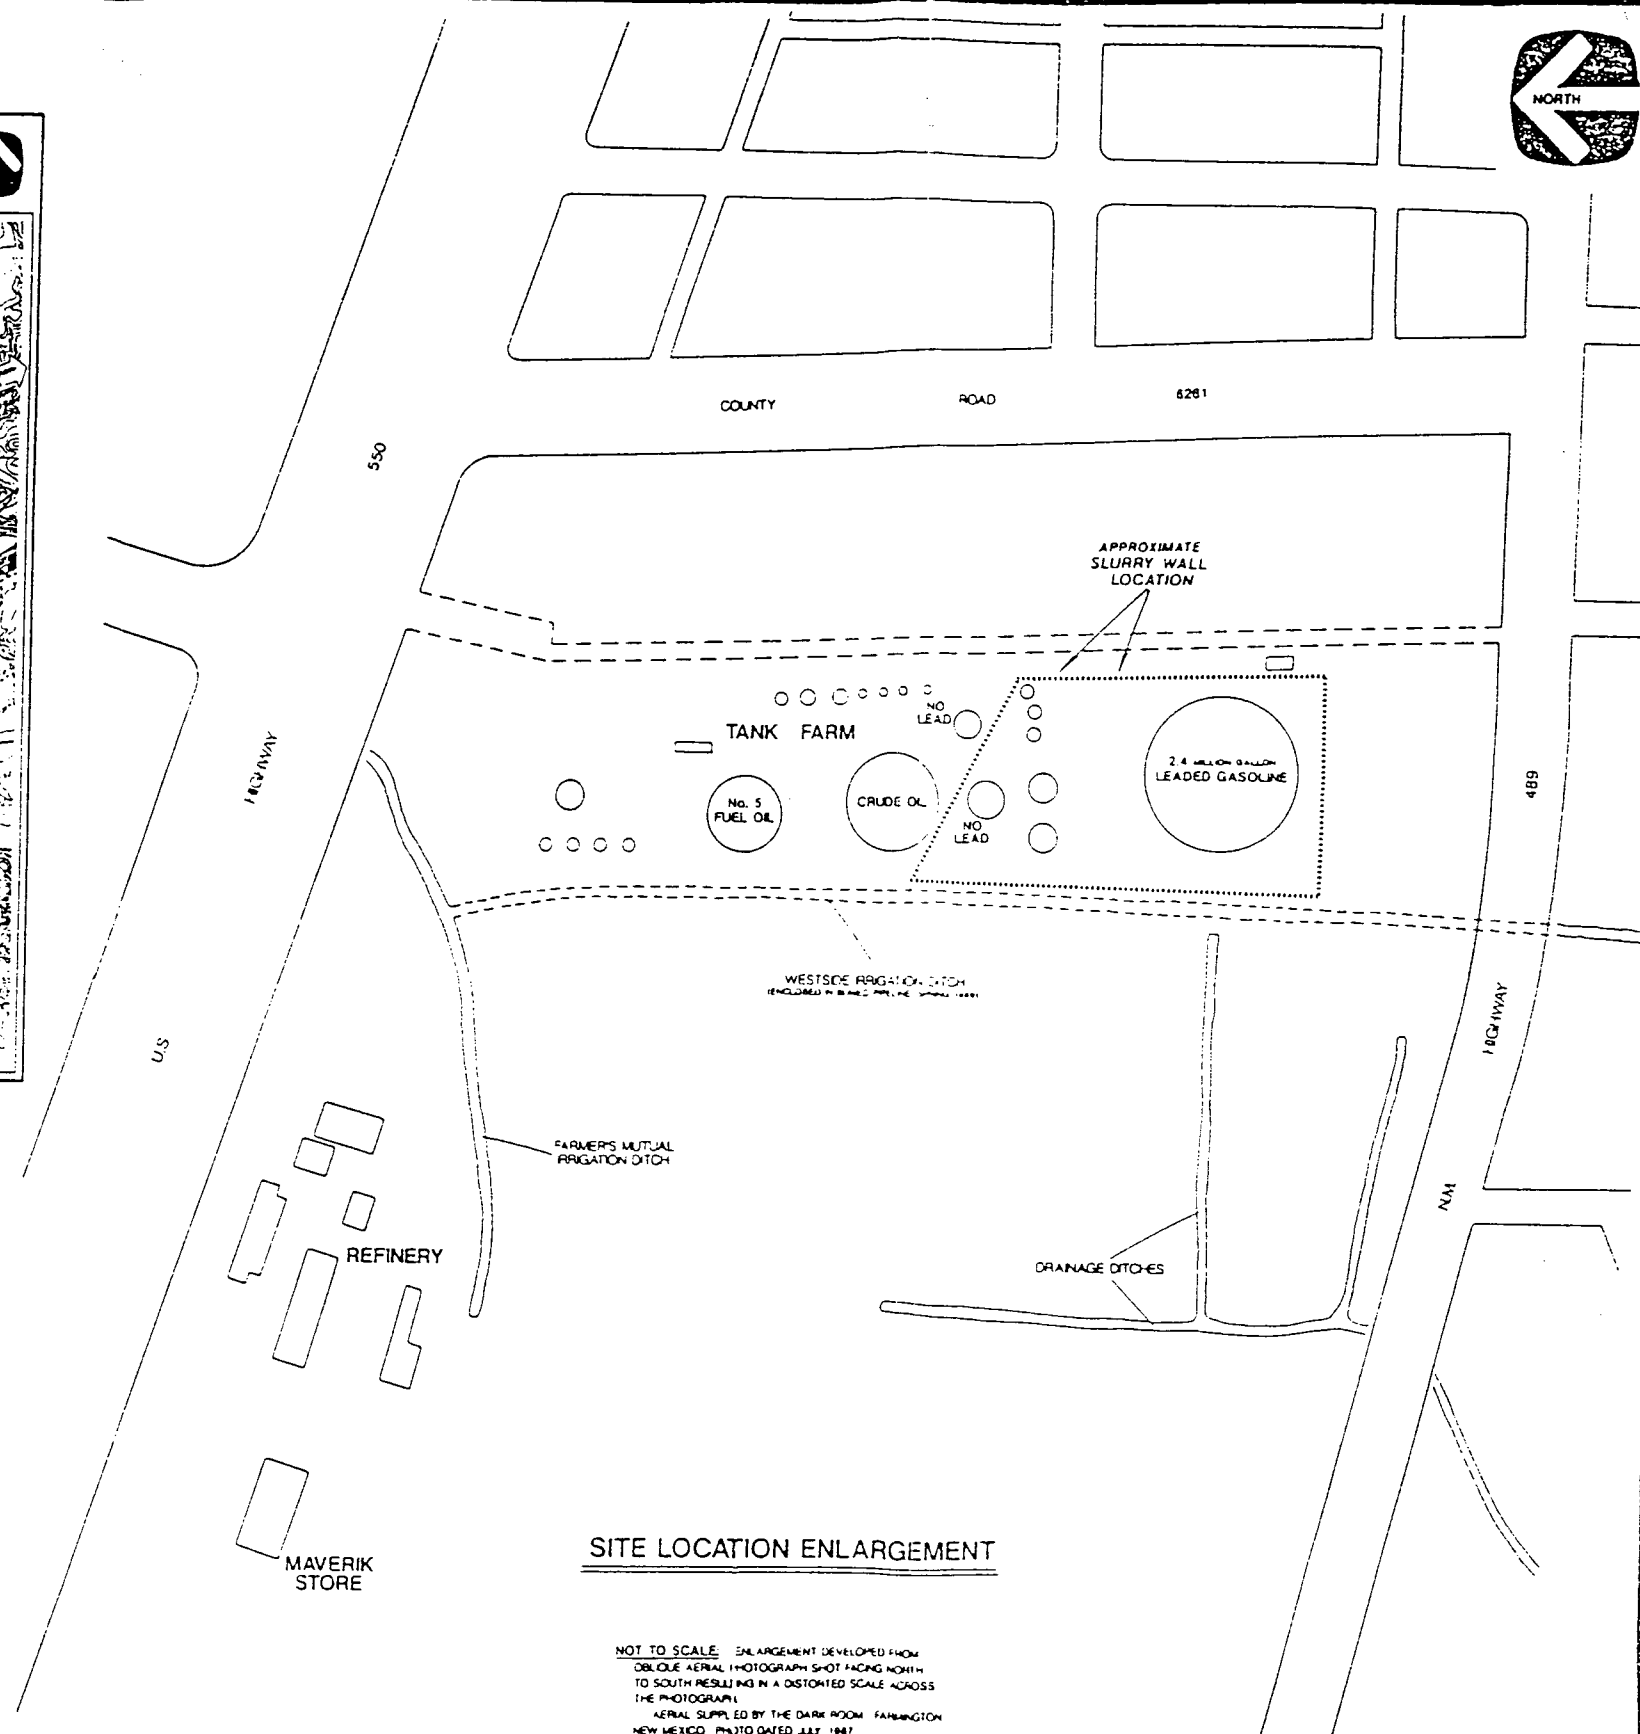 NORTH
COUNTY ROAD 6261
550
APPROXIMATE
SLURRY WALL
LOCATION
NO
LEAD
TANK FARM
2.4 MILLION GALLON
LEADED GASOLINE
No. 5
FUEL OIL
CRUDE OIL
NO
LEAD
HIGHWAY
489
WESTSIDE IRRIGATION DITCH
HIGHWAY
U.S
FARMER'S MUTUAL
IRRIGATION DITCH
NM
REFINERY
DRAINAGE DITCHES
SITE LOCATION ENLARGEMENT
MAVERIK
STORE
NOT TO SCALE: ENLARGEMENT DEVELOPED FROM
OBLIQUE AERIAL PHOTOGRAPH SHOT FACING NORTH
TO SOUTH RESULTING IN A DISTORTED SCALE ACROSS
THE PHOTOGRAPH.
AERIAL SUPPLIED BY THE DARK ROOM FARMINGTON
NEW MEXICO PHOTO DATED JULY 1987